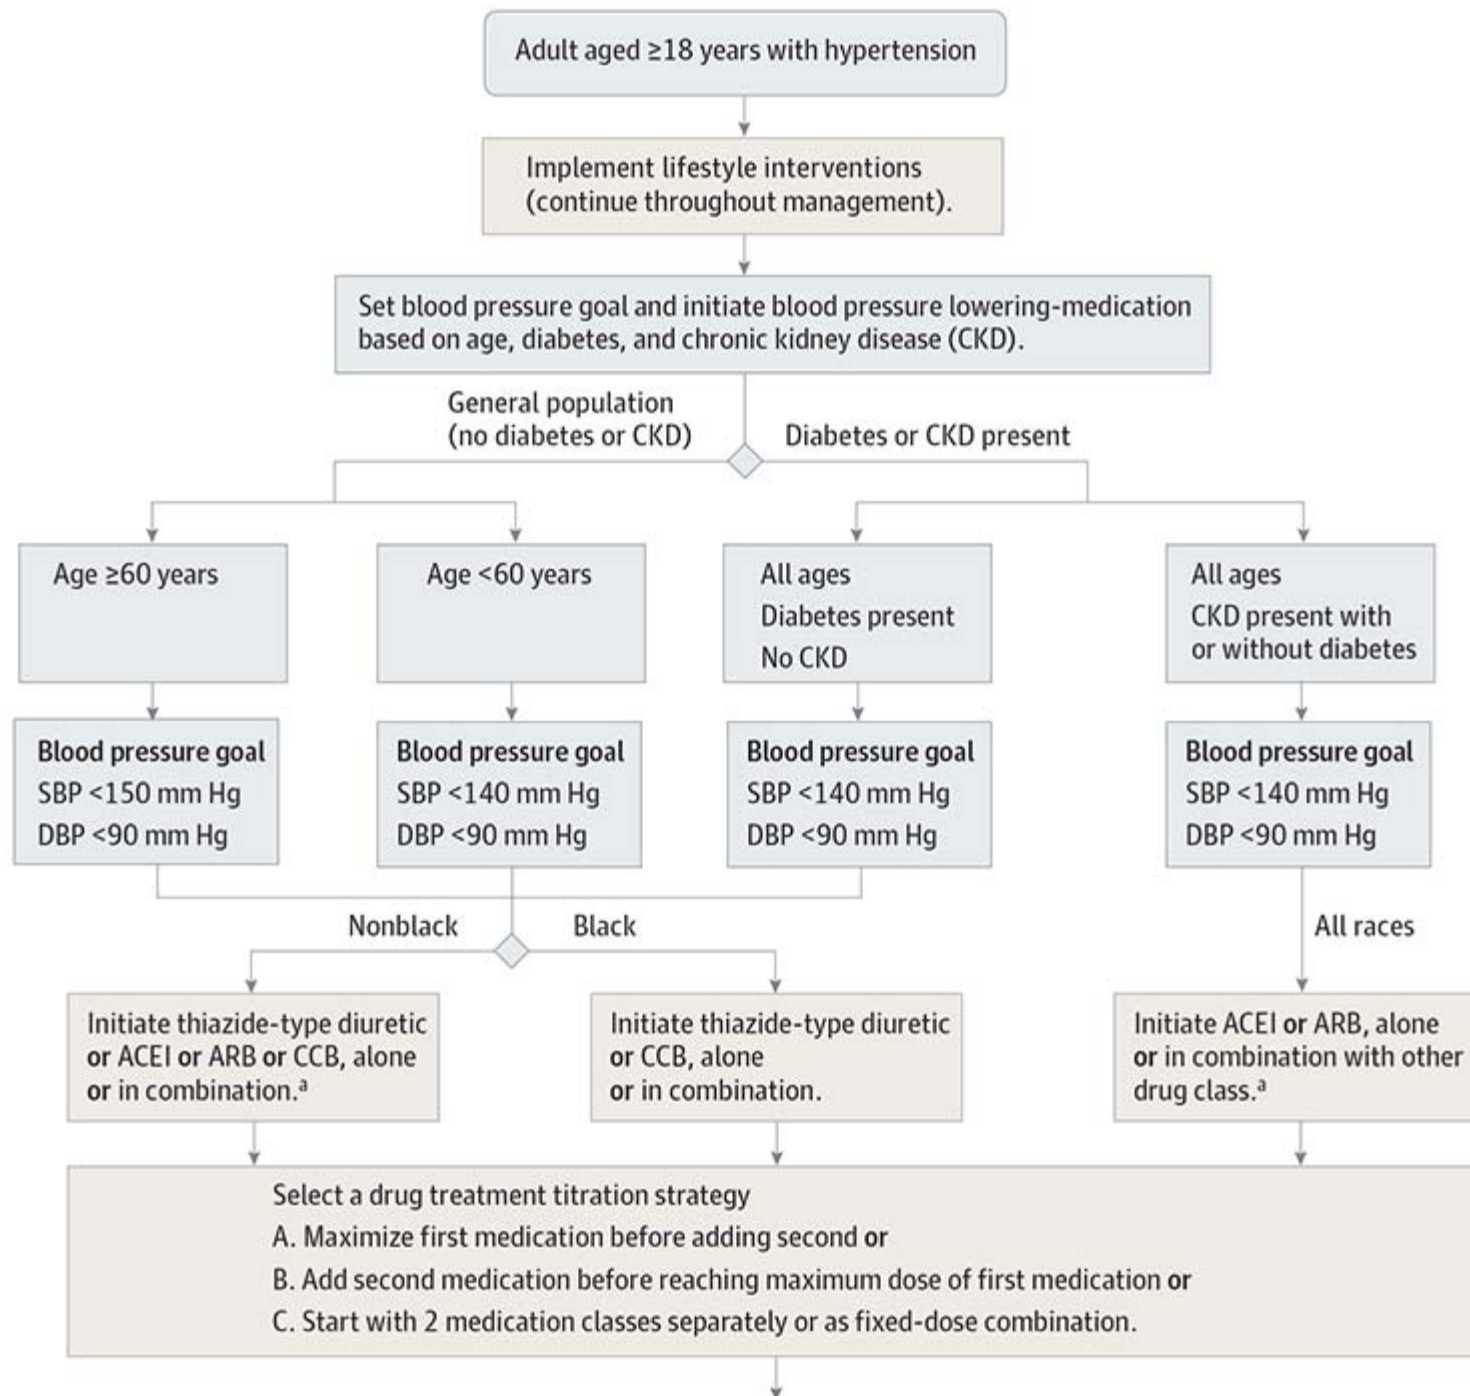 Adult aged ≥18 years with hypertension
Implement lifestyle interventions
(continue throughout management).
Set blood pressure goal and initiate blood pressure lowering-medication
based on age, diabetes, and chronic kidney disease (CKD).
General population
(no diabetes or CKD)
Diabetes or CKD present
Age ≥60 years
Age <60 years
All ages
Diabetes present
No CKD
All ages
CKD present with
or without diabetes
Blood pressure goal
SBP <150 mm Hg
DBP <90 mm Hg
Blood pressure goal
SBP <140 mm Hg
DBP <90 mm Hg
Blood pressure goal
SBP <140 mm Hg
DBP <90 mm Hg
Blood pressure goal
SBP <140 mm Hg
DBP <90 mm Hg
Nonblack
Black
All races
Initiate thiazide-type diuretic
or ACEI or ARB or CCB, alone
or in combination.ª
Initiate thiazide-type diuretic
or CCB, alone
or in combination.
Initiate ACEI or ARB, alone
or in combination with other
drug class.ª
Select a drug treatment titration strategy
A. Maximize first medication before adding second or
B. Add second medication before reaching maximum dose of first medication or
C. Start with 2 medication classes separately or as fixed-dose combination.